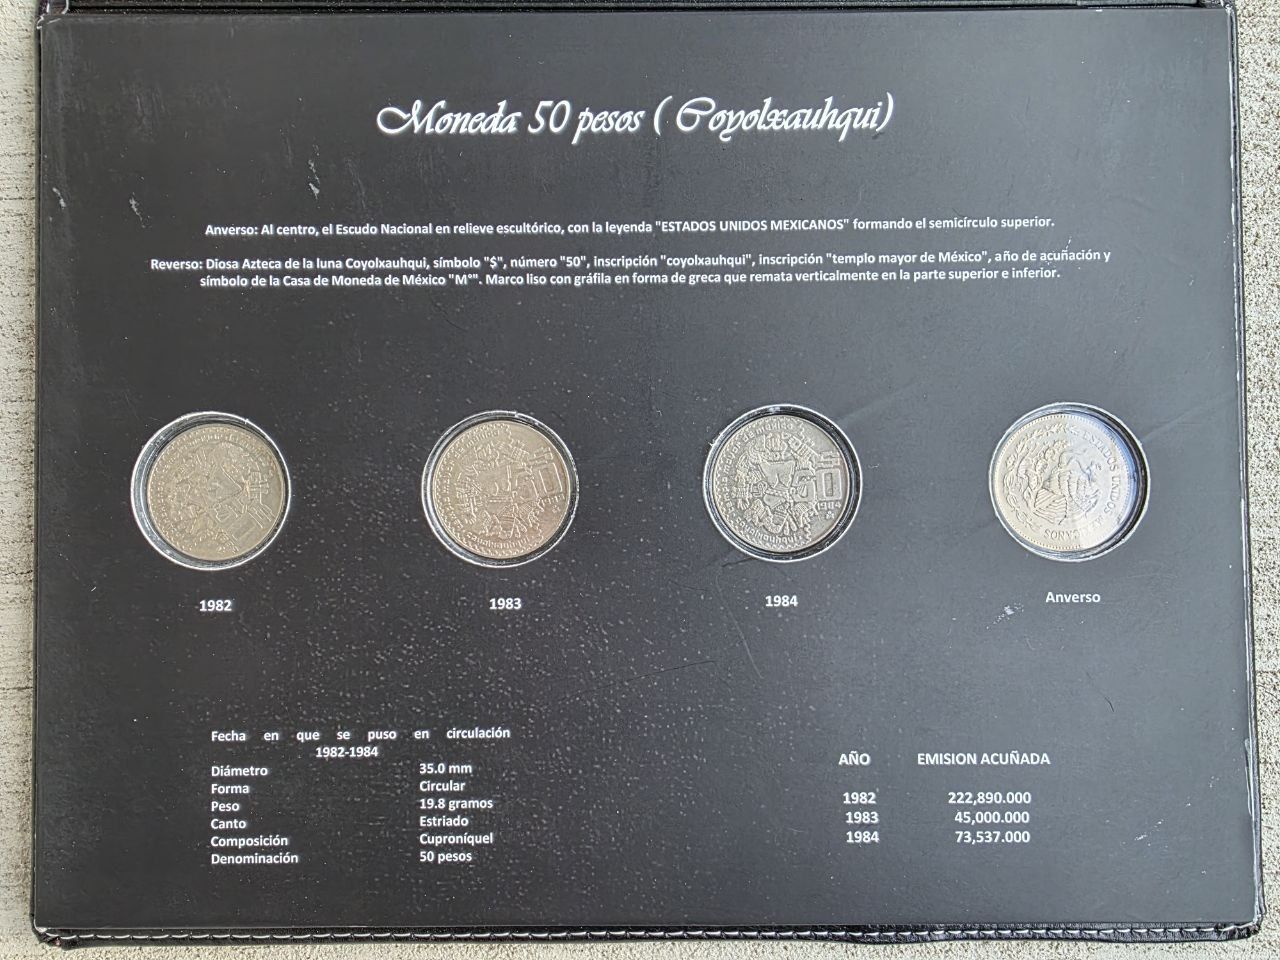 Moneda 50 pesos ( Coyolxauhqui)
Anverso: Al centro, el Escudo Nacional en relieve escultórico, con la leyenda "ESTADOS UNIDOS MEXICANOS" formando el semicírculo superior.
Reverso: Diosa Azteca de la luna Coyolxauhqui, símbolo "$", número "50", inscripción "coyolxauhqui", inscripción "templo mayor de México", año de acuñación y
símbolo de la Casa de Moneda de México "M°". Marco liso con gráfila en forma de greca que remata verticalmente en la parte superior e inferior.
1984
coyolxauhqui
ESTADOS UNIDOS
1982
1983
1984
Anverso
Fecha en que se puso en circulación
1982-1984
Diámetro 35.0 mm
Forma Circular
Peso 19.8 gramos
Canto Estriado
Composición Cuproníquel
Denominación 50 pesos
AÑO EMISION ACUÑADA
1982 222,890.000
1983 45,000.000
1984 73,537.000